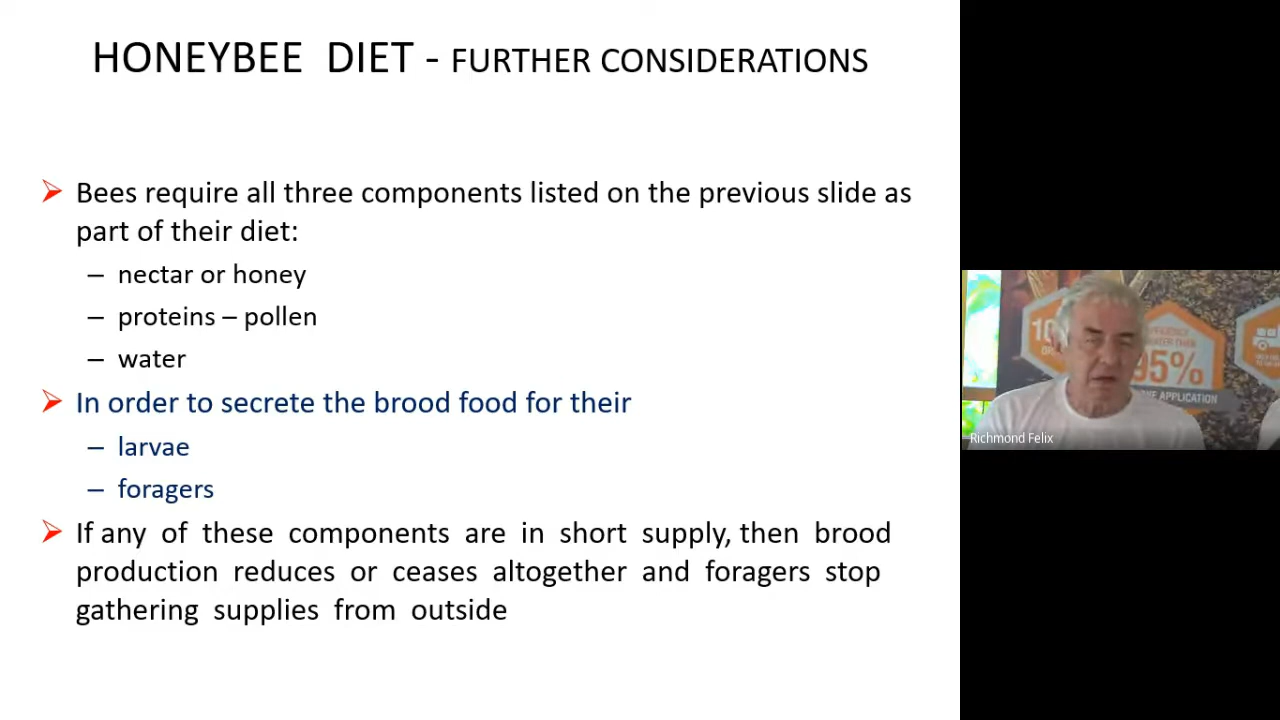 HONEYBEE DIET - FURTHER CONSIDERATIONS
➢ Bees require all three components listed on the previous slide as
part of their diet:
– nectar or honey
– proteins – pollen
– water
➢ In order to secrete the brood food for their
– larvae
– foragers
➢ If any of these components are in short supply, then brood
production reduces or ceases altogether and foragers stop
gathering supplies from outside
95%
APPLICATION
Richmond Felix